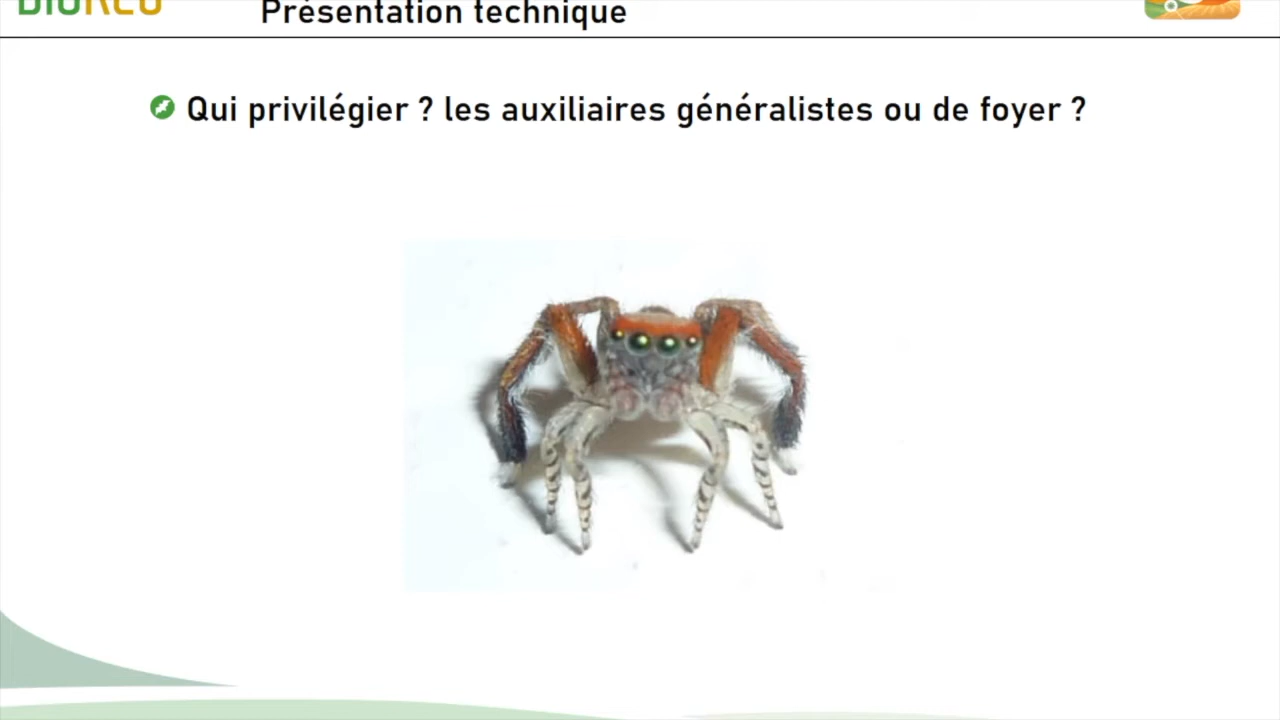 Présentation technique
Qui privilégier ? les auxiliaires généralistes ou de foyer ?